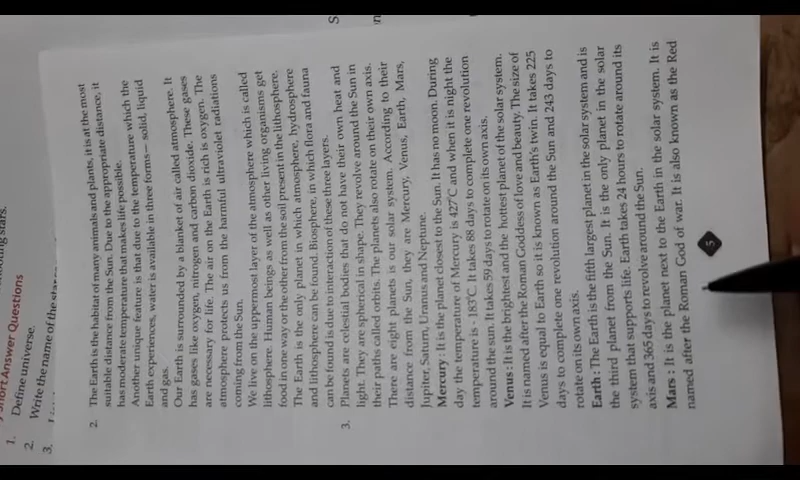 Short Answer Questions
1. Define universe.
2. Write the name of the
3.
2. The Earth is the habitat of many animals and plants, it is at the most
suitable distance from the Sun. Due to the appropriate distance, it
has moderate temperature that makes life possible.
Another unique feature is that due to the temperature which the
Earth experiences, water is available in three forms— solid, liquid
and gas.
Our Earth is surrounded by a blanket of air called atmosphere. It
has gases like oxygen, nitrogen and carbon dioxide. These gases
are necessary for life. The air on the Earth is rich is oxygen. The
atmosphere protects us from the harmful ultraviolet radiations
coming from the Sun.
We live on the uppermost layer of the atmosphere which is called
lithosphere. Human beings as well as other living organisms get
food in one way or the other from the soil present in the lithosphere.
The Earth is the only planet in which atmosphere, hydrosphere
and lithosphere can be found. Biosphere, in which flora and fauna
can be found is due to interaction of these three layers.
3. Planets are celestial bodies that do not have their own heat and
light. They are spherical in shape. They revolve around the Sun in
their paths called orbits. The planets also rotate on their own axis.
There are eight planets is our solar system. According to their
distance from the Sun, they are Mercury, Venus, Earth, Mars,
Jupiter, Saturn, Uranus and Neptune.
Mercury : It is the planet closest to the Sun. It has no moon. During
day the temperature of Mercury is 427°C and when it is night the
temperature is - 183°C. It takes 88 days to complete one revolution
around the sun. It takes 59 days to rotate on its own axis.
Venus : It is the brightest and the hottest planet of the solar system.
It is named after the Roman Goddess of love and beauty. The size of
Venus is equal to Earth so it is known as Earth's twin. It takes 225
days to complete one revolution around the Sun and 243 days to
rotate on its own axis.
Earth : The Earth is the fifth largest planet in the solar system and is
the third planet from the Sun. It is the only planet in the solar
system that supports life. Earth takes 24 hours to rotate around its
axis and 365 days to revolve around the Sun.
Mars : It is the planet next to the Earth in the solar system. It is
named after the Roman God of war. It is also known as the Red
5